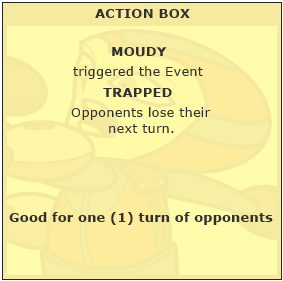 ACTION BOX
MOUDY
triggered the Event
TRAPPED
Opponents lose their
next turn.
Good for one (1) turn of opponents